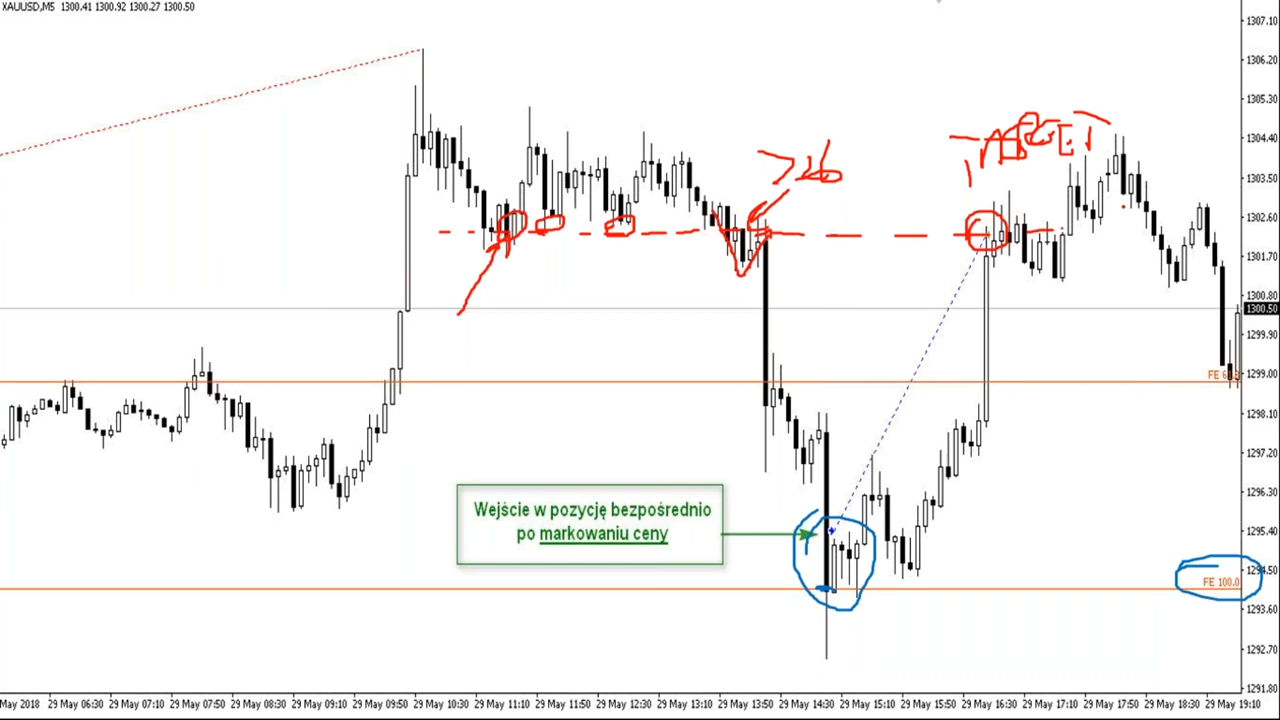 XAUUSD,M5 1300.41 1300.92 1300.27 1300.50
1307.10
1306.20
1305.30
1304.40
1303.50
1302.60
1301.70
1300.80
1300.50
1299.90
1299.00
1298.10
1297.20
1296.30
1295.40
1294.50
1293.60
1292.70
1291.80
>26
TARGET
FE
Wejście w pozycję bezpośrednio
po markowaniu ceny
FE 100.0
May 2018 29 May 06:30 29 May 07:10 29 May 07:50 29 May 08:30 29 May 09:10 29 May 09:50 29 May 10:30 29 May 11:10 29 May 11:50 29 May 12:30 29 May 13:10 29 May 13:50 29 May 14:30 29 May 15:10 29 May 15:50 29 May 16:30 29 May 17:10 29 May 17:50 29 May 18:30 29 May 19:10